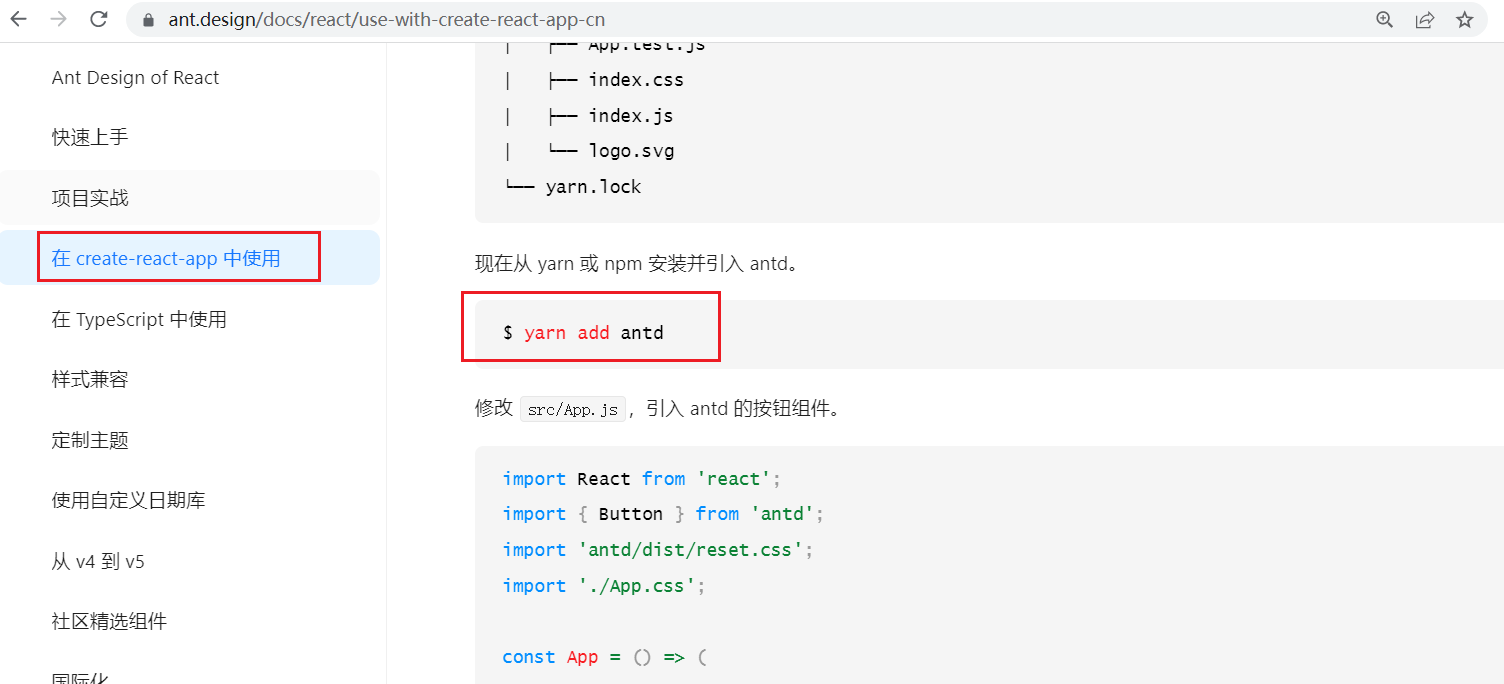 ant.design/docs/react/use-with-create-react-app-cn
Ant Design of React
快速上手
项目实战
在 create-react-app 中使用
在 TypeScript 中使用
样式兼容
定制主题
使用自定义日期库
从 v4 到 v5
社区精选组件
国际化
│   ├── App.test.js
│   ├── index.css
│   ├── index.js
│   └── logo.svg
└── yarn.lock
现在从 yarn 或 npm 安装并引入 antd。
$ yarn add antd
修改 src/App.js，引入 antd 的按钮组件。
import React from 'react';
import { Button } from 'antd';
import 'antd/dist/reset.css';
import './App.css';
const App = () => (